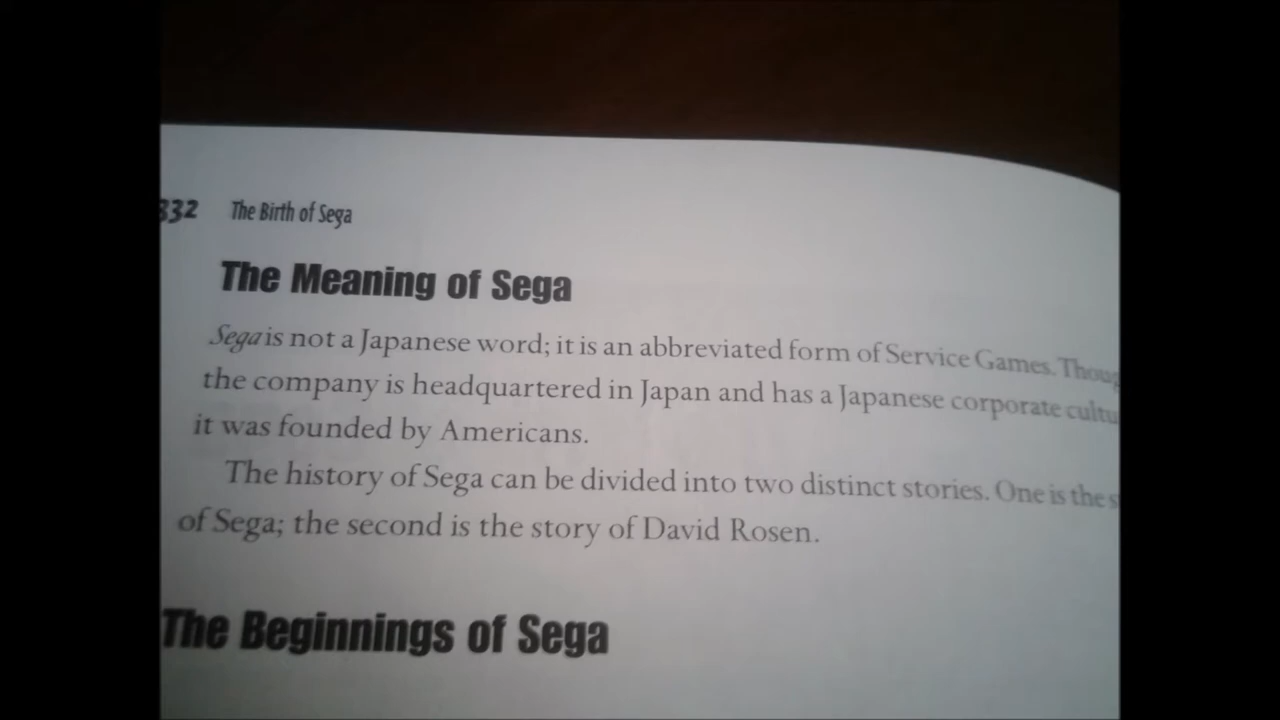 332 The Birth of Sega
The Meaning of Sega
Sega is not a Japanese word; it is an abbreviated form of Service Games.
the company is headquartered in Japan and has a Japanese corporate
it was founded by Americans.
The history of Sega can be divided into two distinct stories. One is the
of Sega; the second is the story of David Rosen.
The Beginnings of Sega